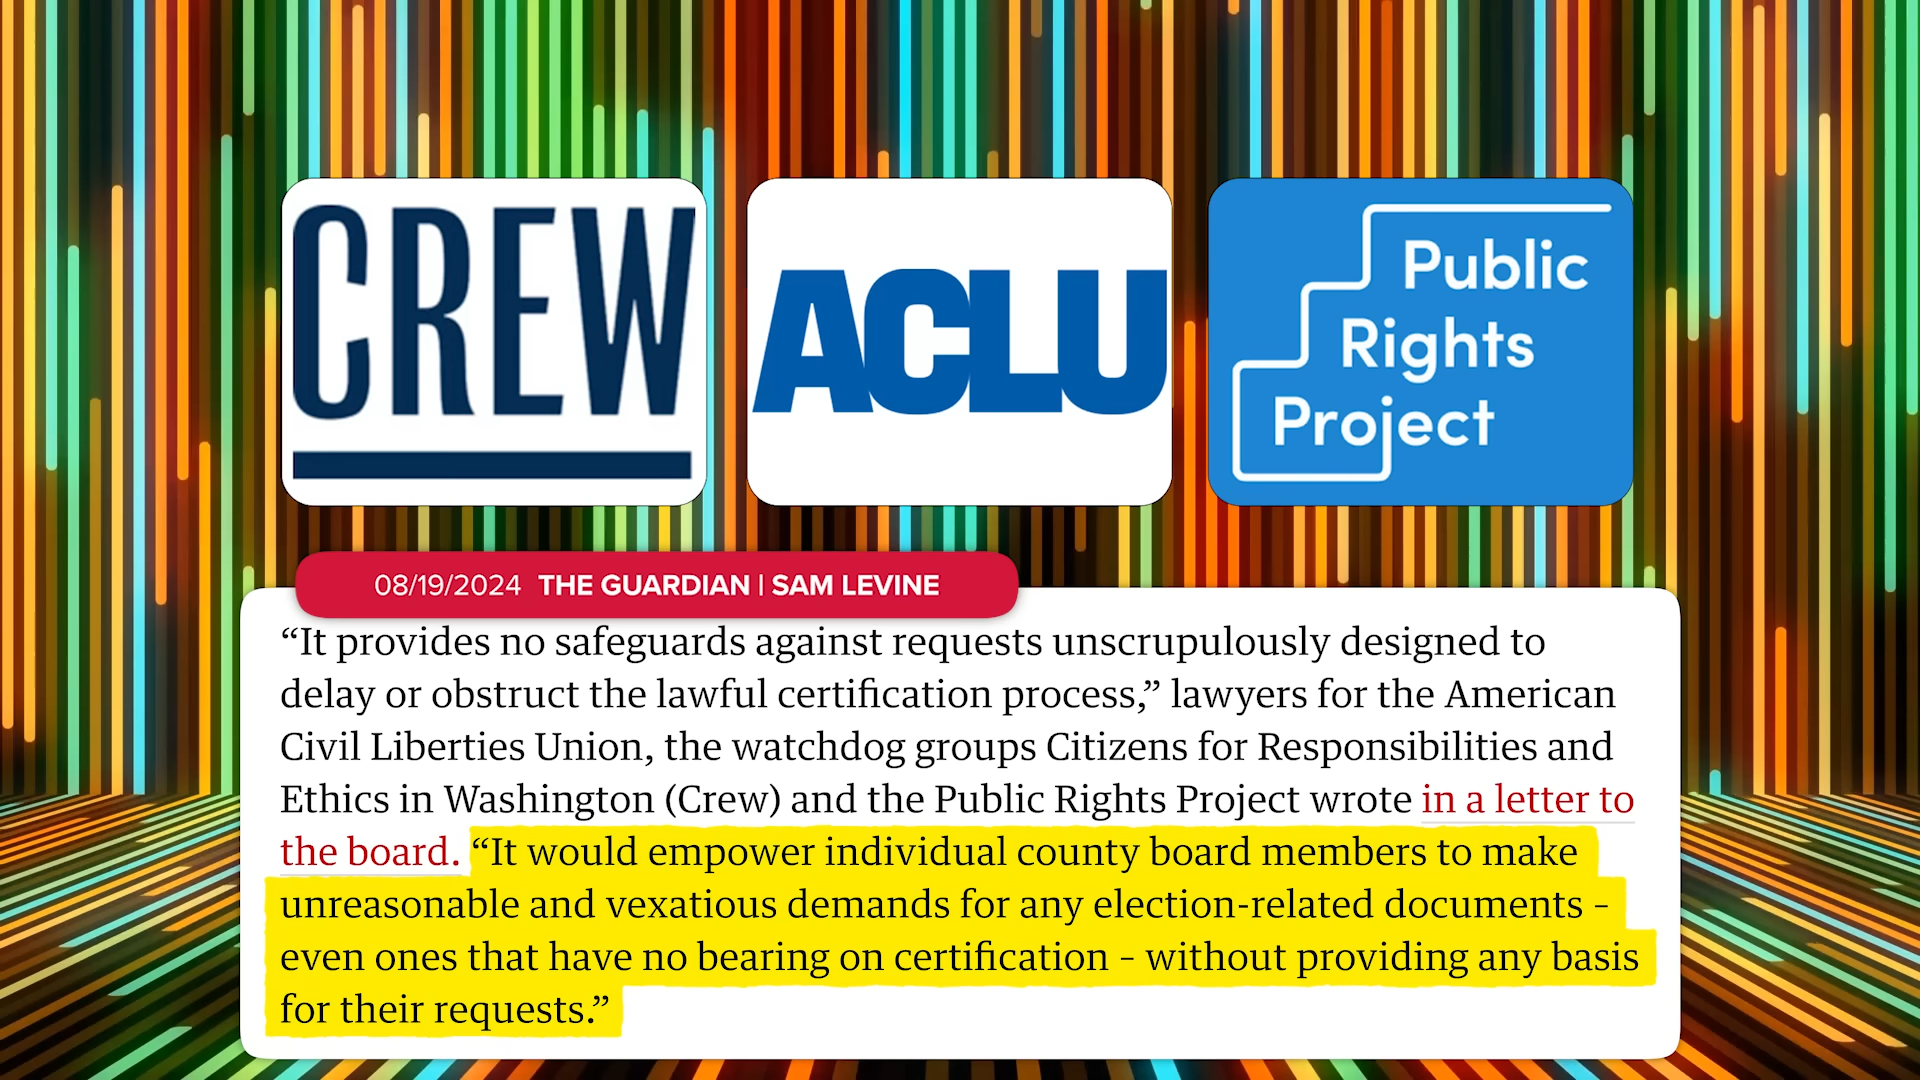 CREW
ACLU
Public
Rights
Project
08/19/2024 THE GUARDIAN | SAM LEVINE
“It provides no safeguards against requests unscrupulously designed to
delay or obstruct the lawful certification process,” lawyers for the American
Civil Liberties Union, the watchdog groups Citizens for Responsibilities and
Ethics in Washington (Crew) and the Public Rights Project wrote in a letter to
the board. “It would empower individual county board members to make
unreasonable and vexatious demands for any election-related documents –
even ones that have no bearing on certification – without providing any basis
for their requests.”